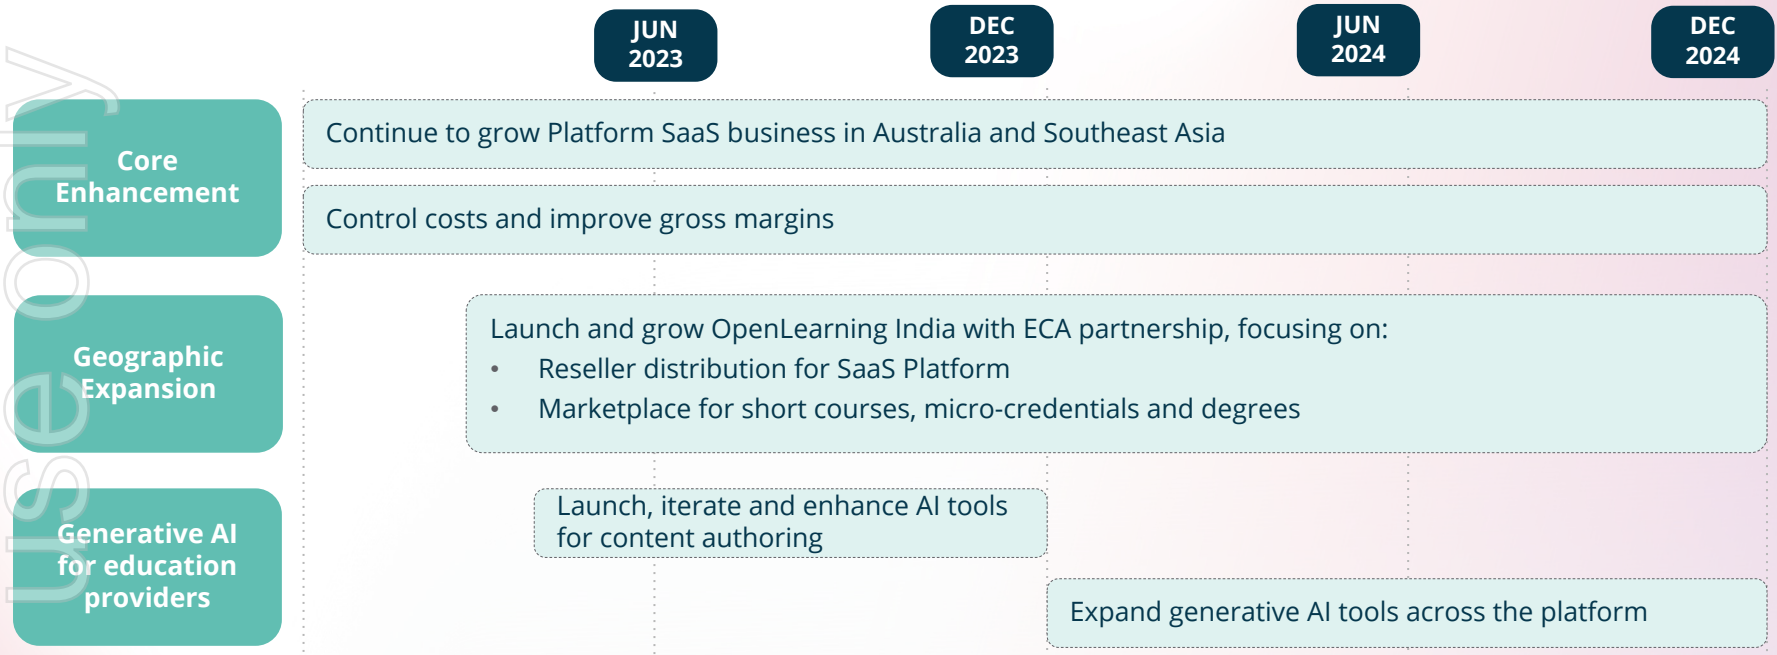 JUN
2023
DEC
2023
JUN
2024
DEC
2024
Core
Enhancement
Continue to grow Platform SaaS business in Australia and Southeast Asia
Control costs and improve gross margins
Geographic
Expansion
Launch and grow OpenLearning India with ECA partnership, focusing on:
• Reseller distribution for SaaS Platform
• Marketplace for short courses, micro-credentials and degrees
Generative AI
for education
providers
Launch, iterate and enhance AI tools
for content authoring
Expand generative AI tools across the platform
use only